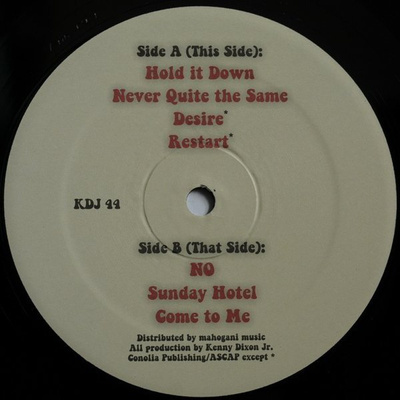 Side A (This Side):
Hold it Down
Never Quite the Same
Desire*
Restart*
KDJ 44
Side B (That Side):
NO
Sunday Hotel
Come to Me
Distributed by mahogani music
All production by Kenny Dixon Jr.
Conolia Publishing/ASCAP except *